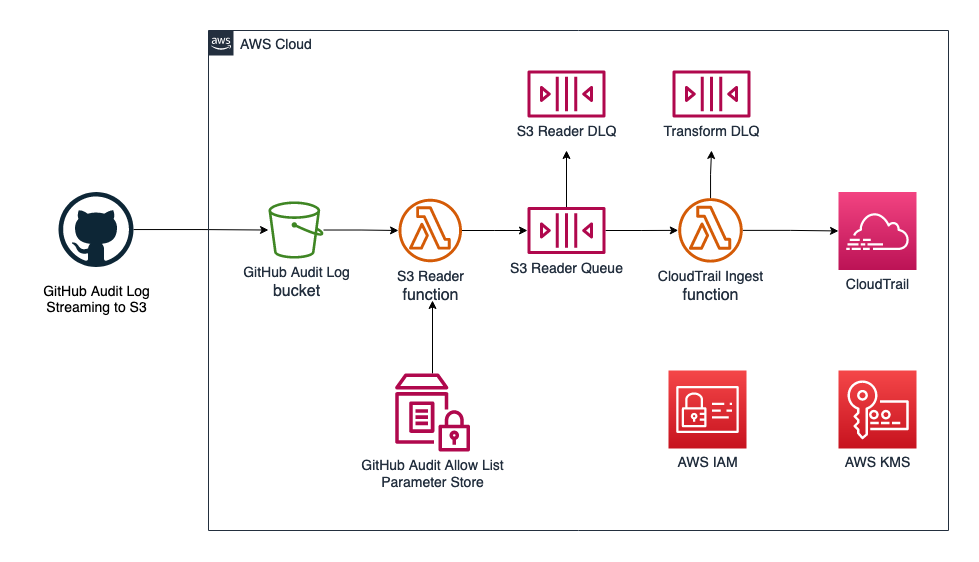 aws
AWS Cloud
S3 Reader DLQ
Transform DLQ
GitHub Audit Log
Streaming to S3
GitHub Audit Log
bucket
S3 Reader
function
S3 Reader Queue
CloudTrail Ingest
function
CloudTrail
GitHub Audit Allow List
Parameter Store
AWS IAM
AWS KMS